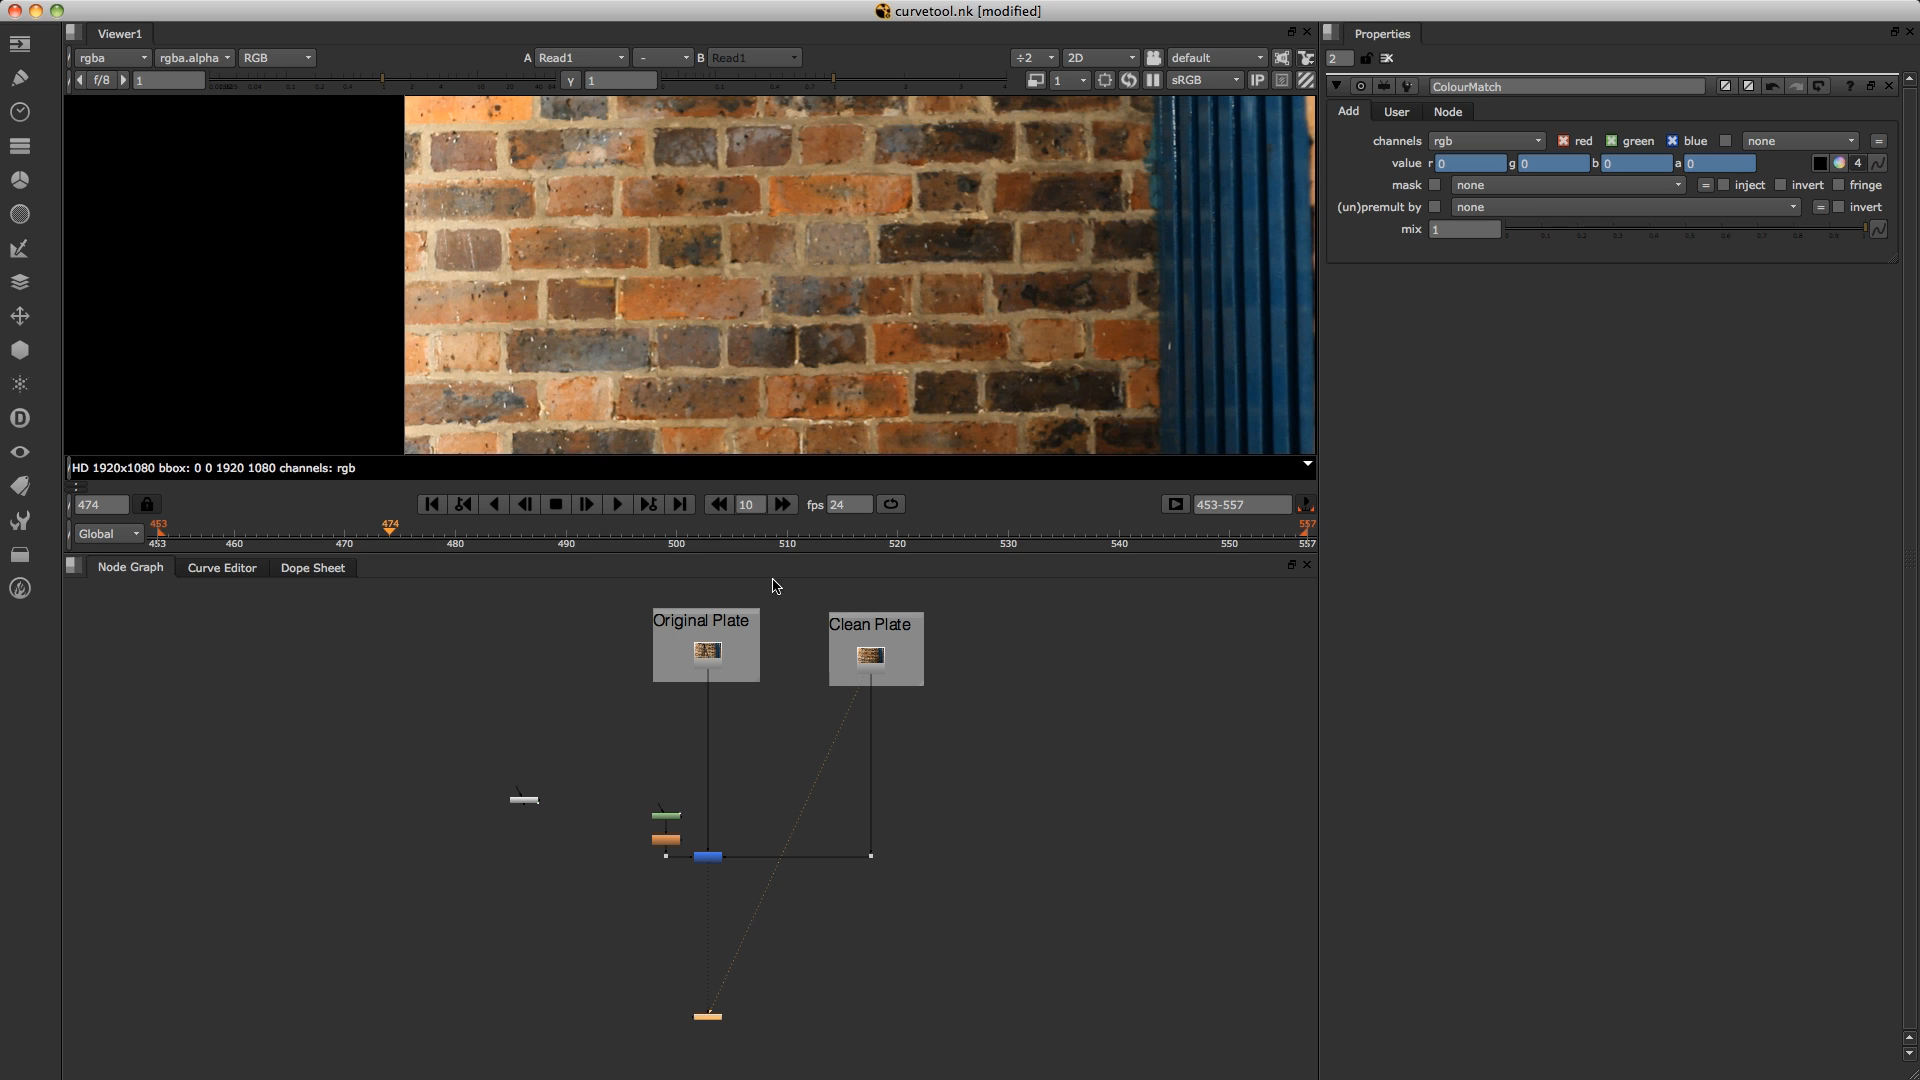 curvetool.nk [modified]
Viewer1
rgba rgba.alpha RGB A Read1 - B Read1 ÷2 2D default
f/8 1 γ 1 1 sRGB IP
HD 1920x1080 bbox: 0 0 1920 1080 channels: rgb
474 10 fps 24 453-557
Global
453 474 557
453 460 470 480 490 500 510 520 530 540 550 557
Node Graph Curve Editor Dope Sheet
Original Plate
Clean Plate
Properties
2
ColourMatch
?
Add User Node
channels rgb red green blue none =
value r 0 g 0 b 0 a 0 4
mask none = inject invert fringe
(un)premult by none = invert
mix 1
D